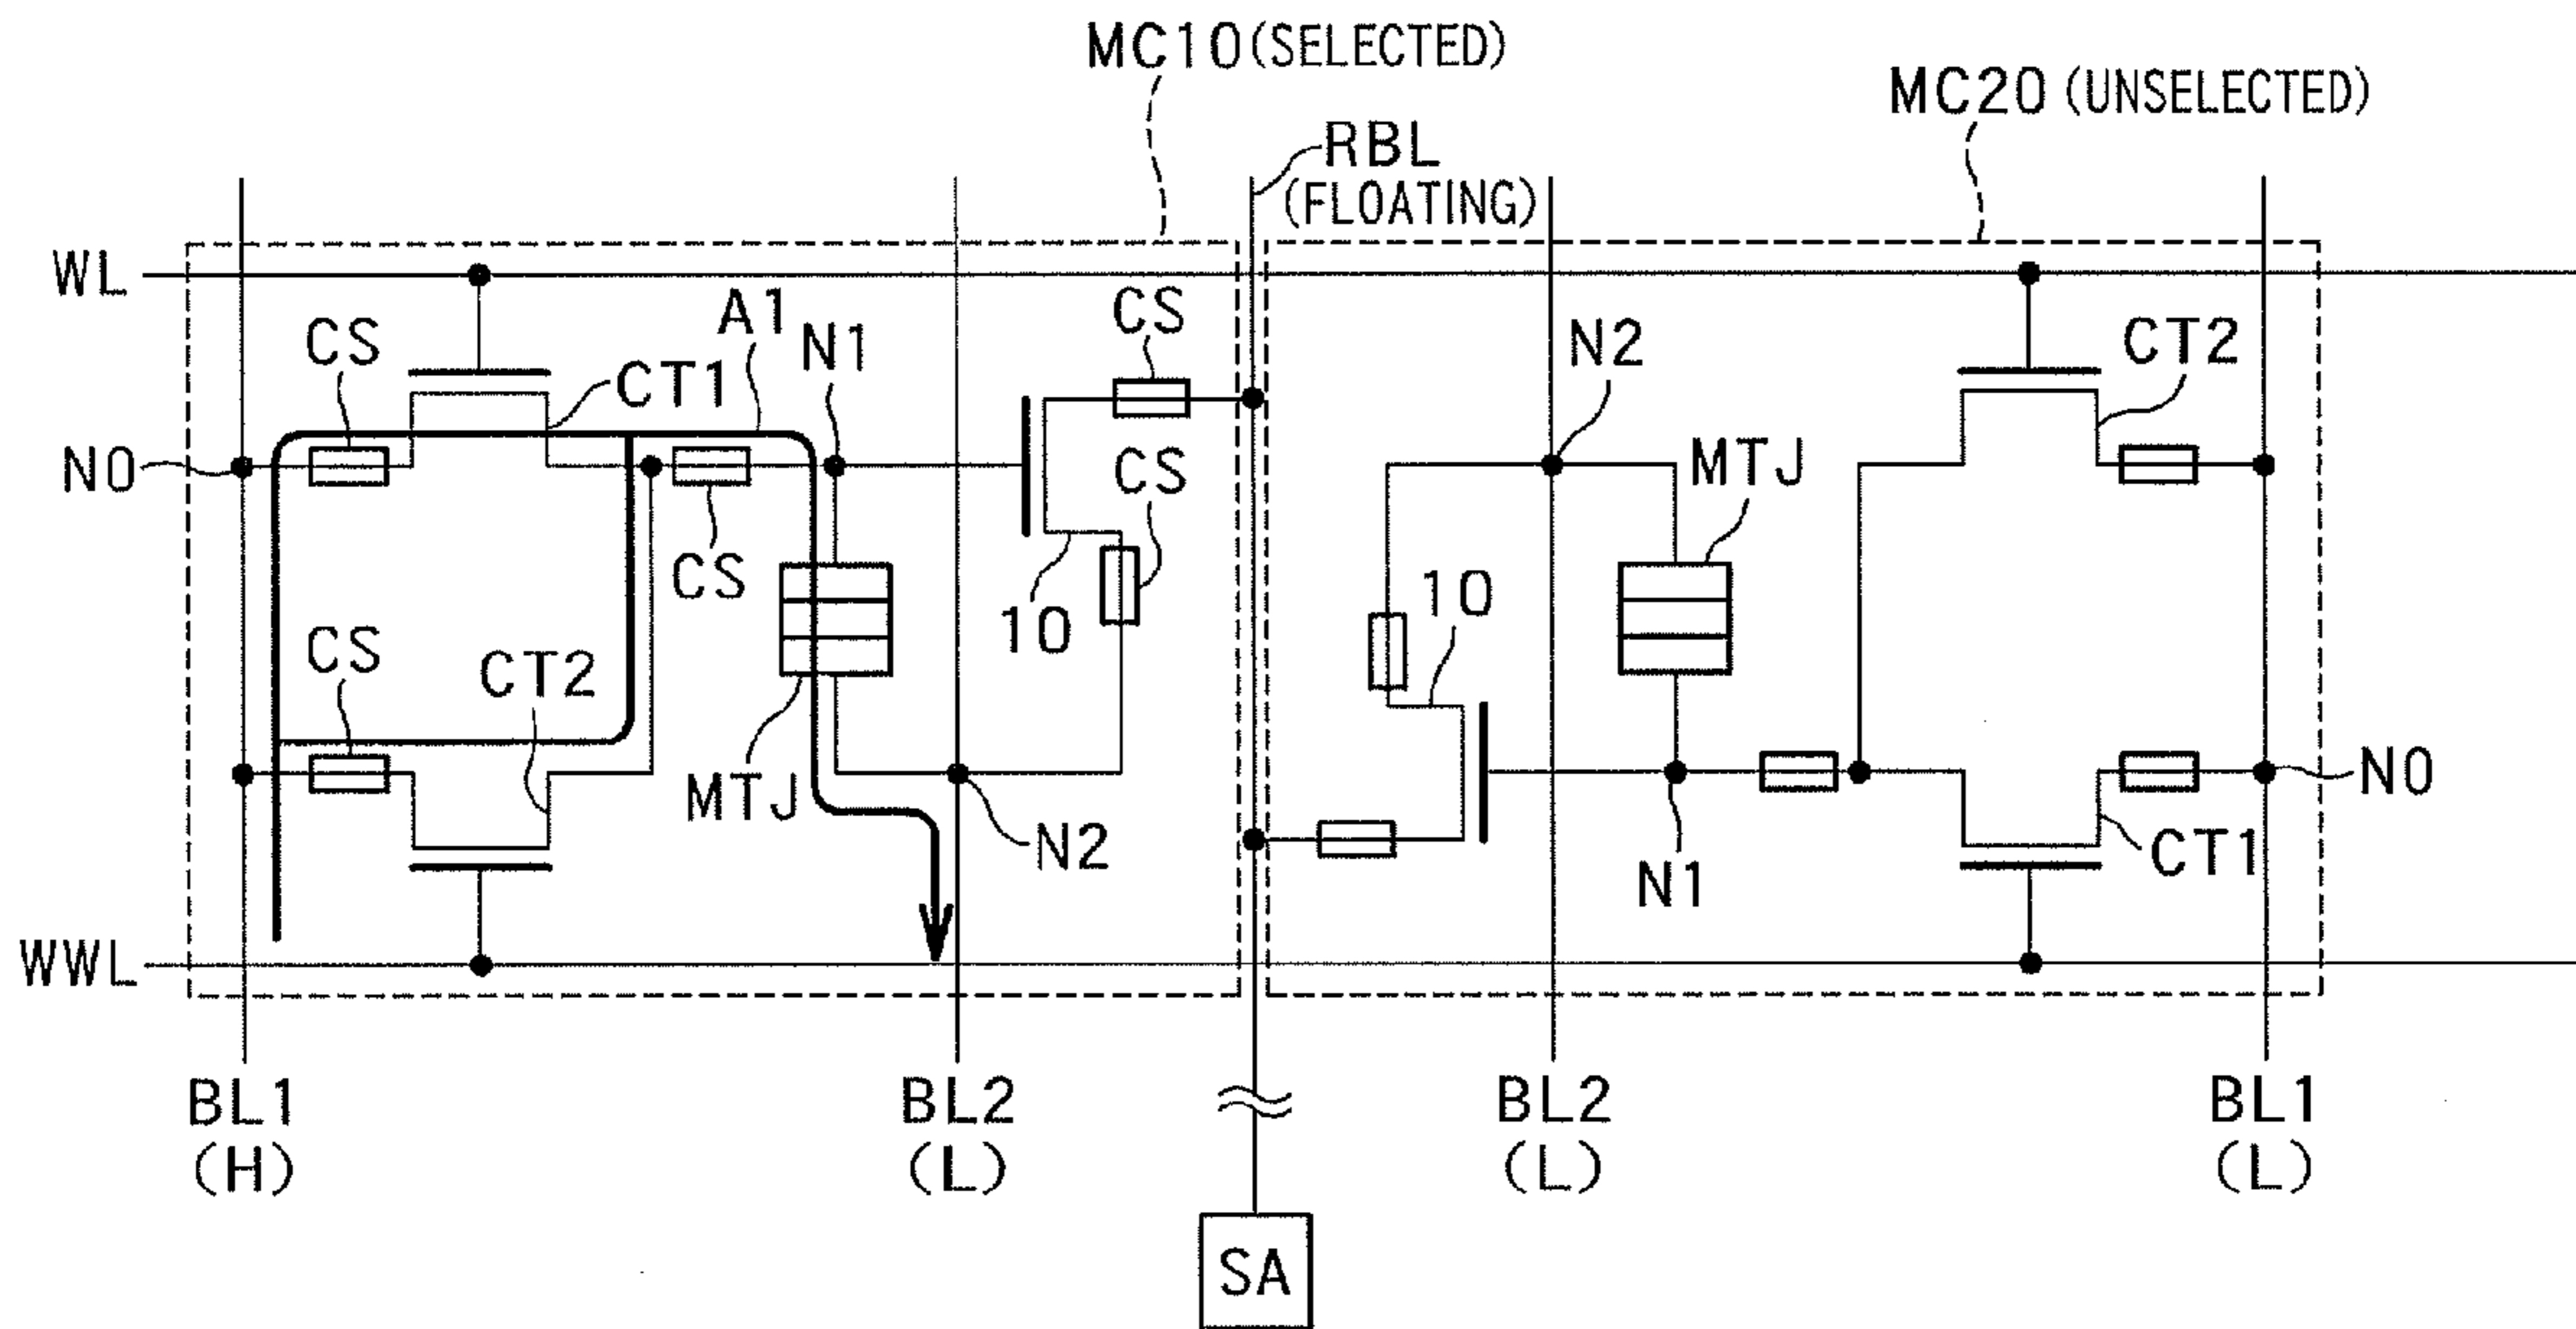 MC10 (SELECTED)
MC20 (UNSELECTED)
RBL
(FLOATING)
WL
CS
A1
N1
CS
N2
CT2
CT1
N0
CS
MTJ
CS
10
10
CS
CT2
MTJ
N2
N1
CT1
N0
WWL
BL1
(H)
BL2
(L)
BL2
(L)
BL1
(L)
SA